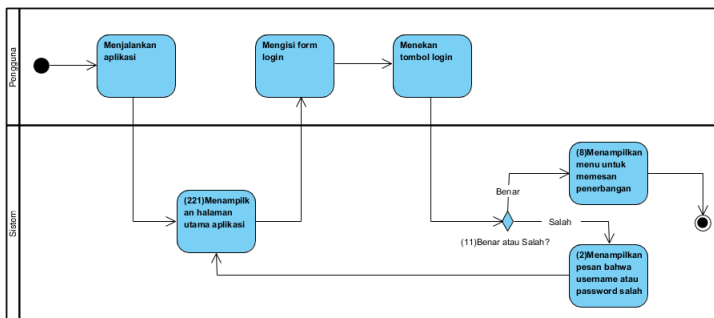 Pengguna
Menjalankan
aplikasi
Mengisi form
login
Menekan
tombol login
Sistem
(221)Menampilk
an halaman
utama aplikasi
Benar
(11)Benar atau Salah?
Salah
(8)Menampilkan
menu untuk
memesan
penerbangan
(2)Menampilkan
pesan bahwa
username atau
password salah